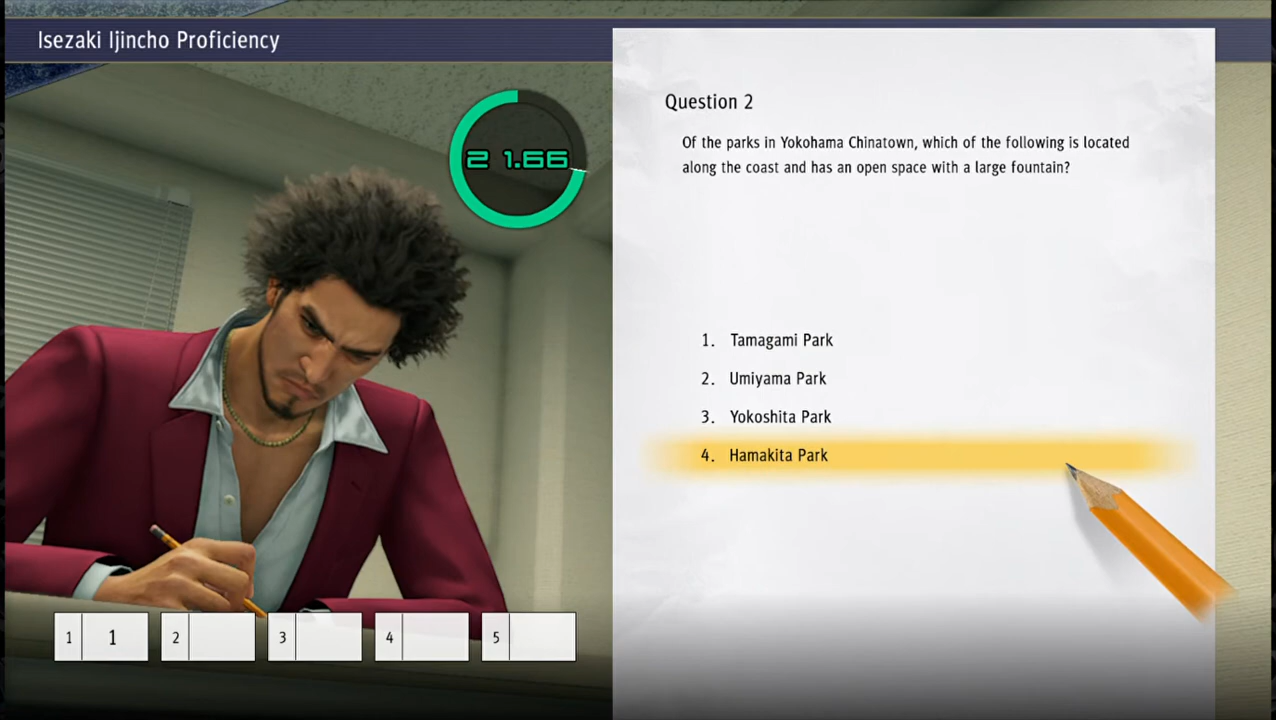 Isezaki Ijincho Proficiency
21.66
Question 2
Of the parks in Yokohama Chinatown, which of the following is located
along the coast and has an open space with a large fountain?
1. Tamagami Park
2. Umiyama Park
3. Yokoshita Park
4. Hamakita Park
1 1 2 3 4 5